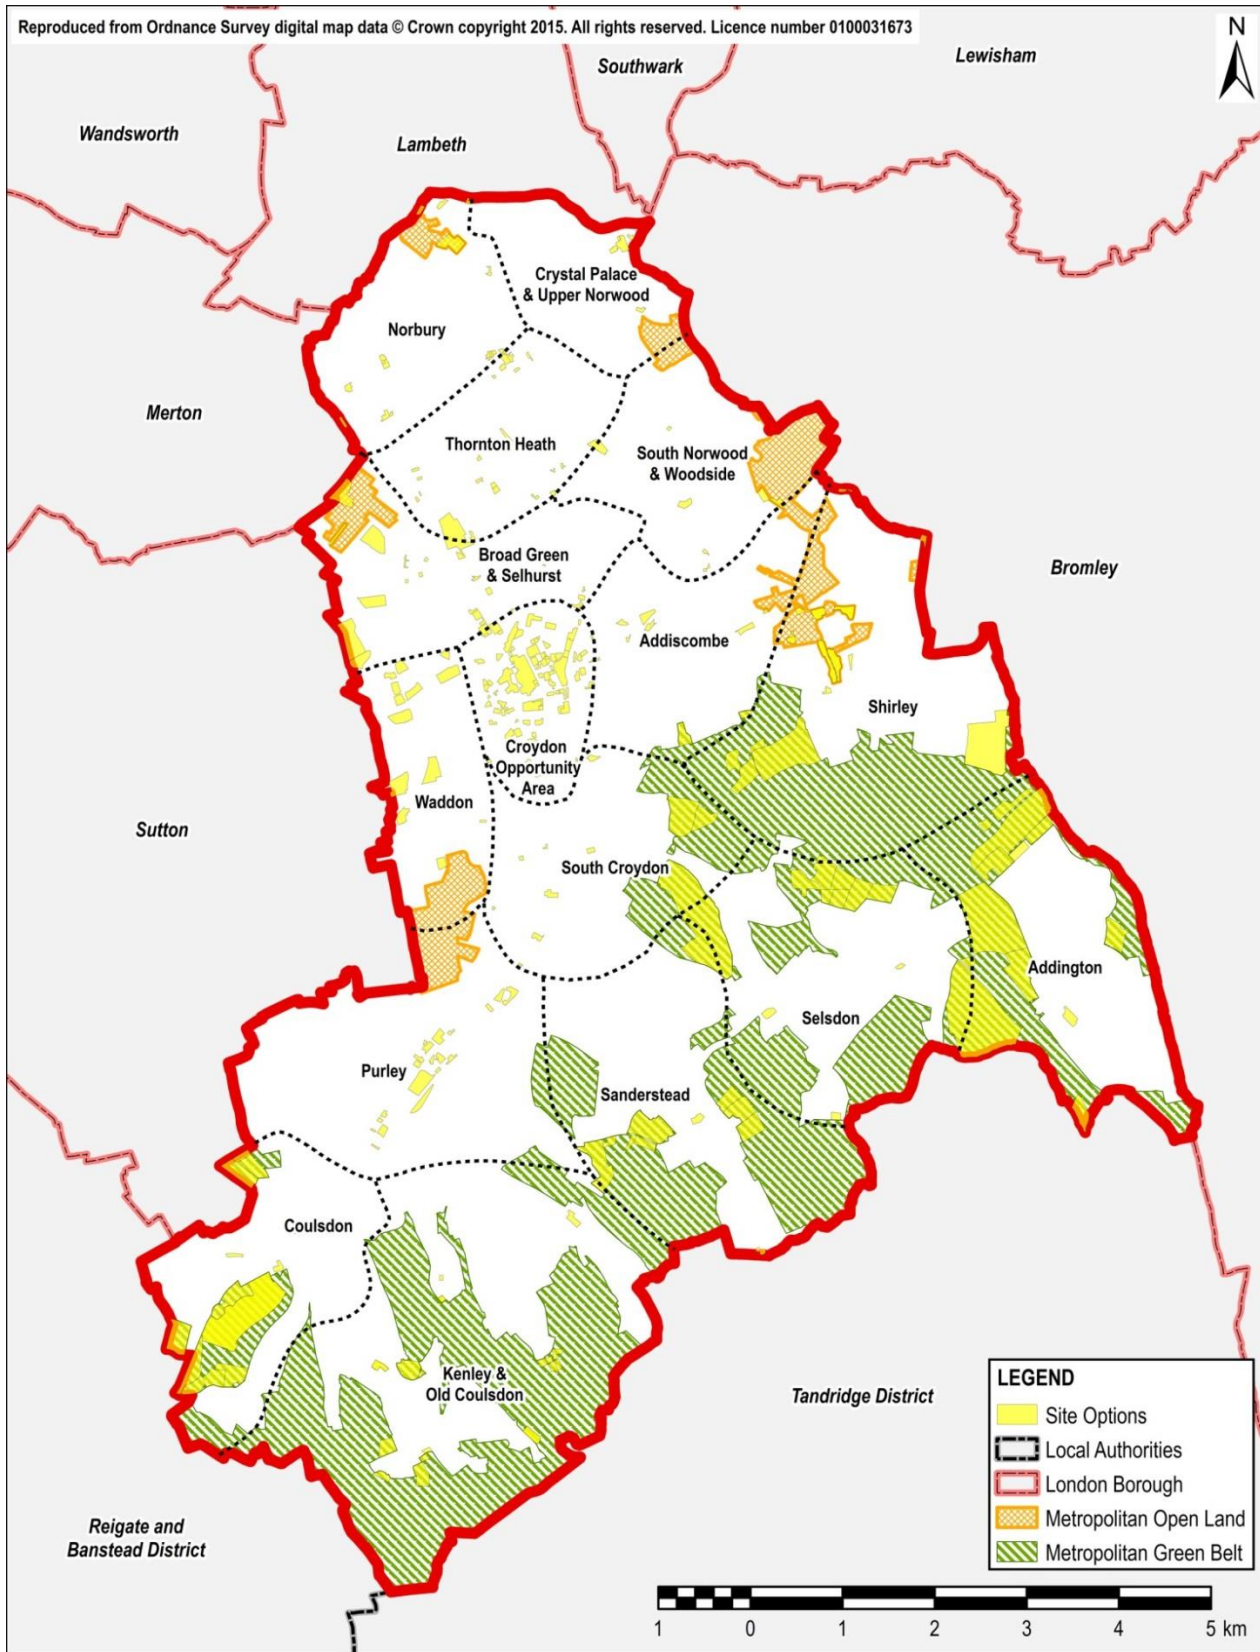 Reproduced from Ordnance Survey digital map data © Crown copyright 2015. All rights reserved. Licence number 0100031673
N
Southwark
Lewisham
Wandsworth
Lambeth
Crystal Palace
& Upper Norwood
Norbury
Merton
Thornton Heath
South Norwood
& Woodside
Broad Green
& Selhurst
Bromley
Addiscombe
Shirley
Croydon
Opportunity
Area
Waddon
Sutton
South Croydon
Addington
Selsdon
Purley
Sanderstead
Coulsdon
Kenley &
Old Coulsdon
Tandridge District
Reigate and
Banstead District
LEGEND
Site Options
Local Authorities
London Borough
Metropolitan Open Land
Metropolitan Green Belt
1 0 1 2 3 4 5 km